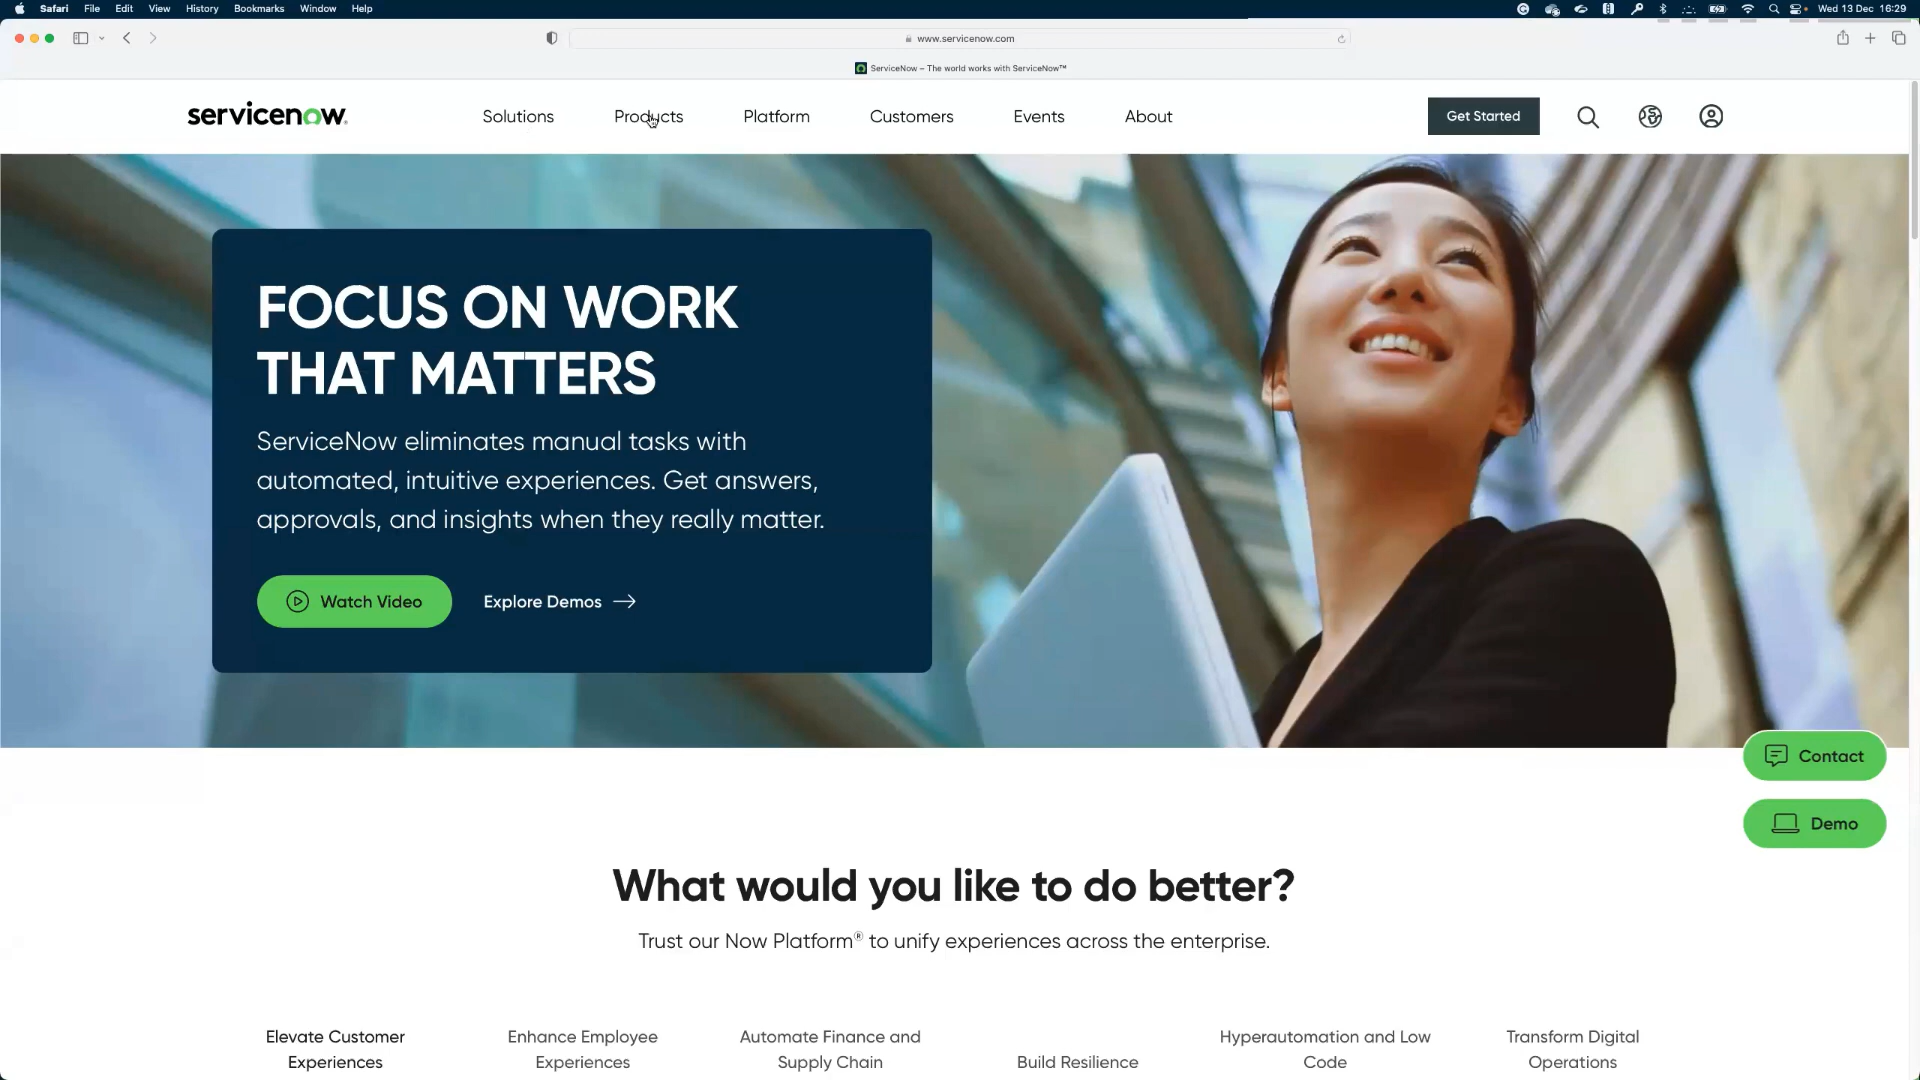 Safari File Edit View History Bookmarks Window Help Wed 13 Dec 16:29
www.servicenow.com
ServiceNow – The world works with ServiceNow™
servicenow. Solutions Products Platform Customers Events About Get Started
FOCUS ON WORK
THAT MATTERS
ServiceNow eliminates manual tasks with
automated, intuitive experiences. Get answers,
approvals, and insights when they really matter.
Watch Video Explore Demos →
Contact
Demo
What would you like to do better?
Trust our Now Platform® to unify experiences across the enterprise.
Elevate Customer
Experiences
Enhance Employee
Experiences
Automate Finance and
Supply Chain
Build Resilience
Hyperautomation and Low
Code
Transform Digital
Operations